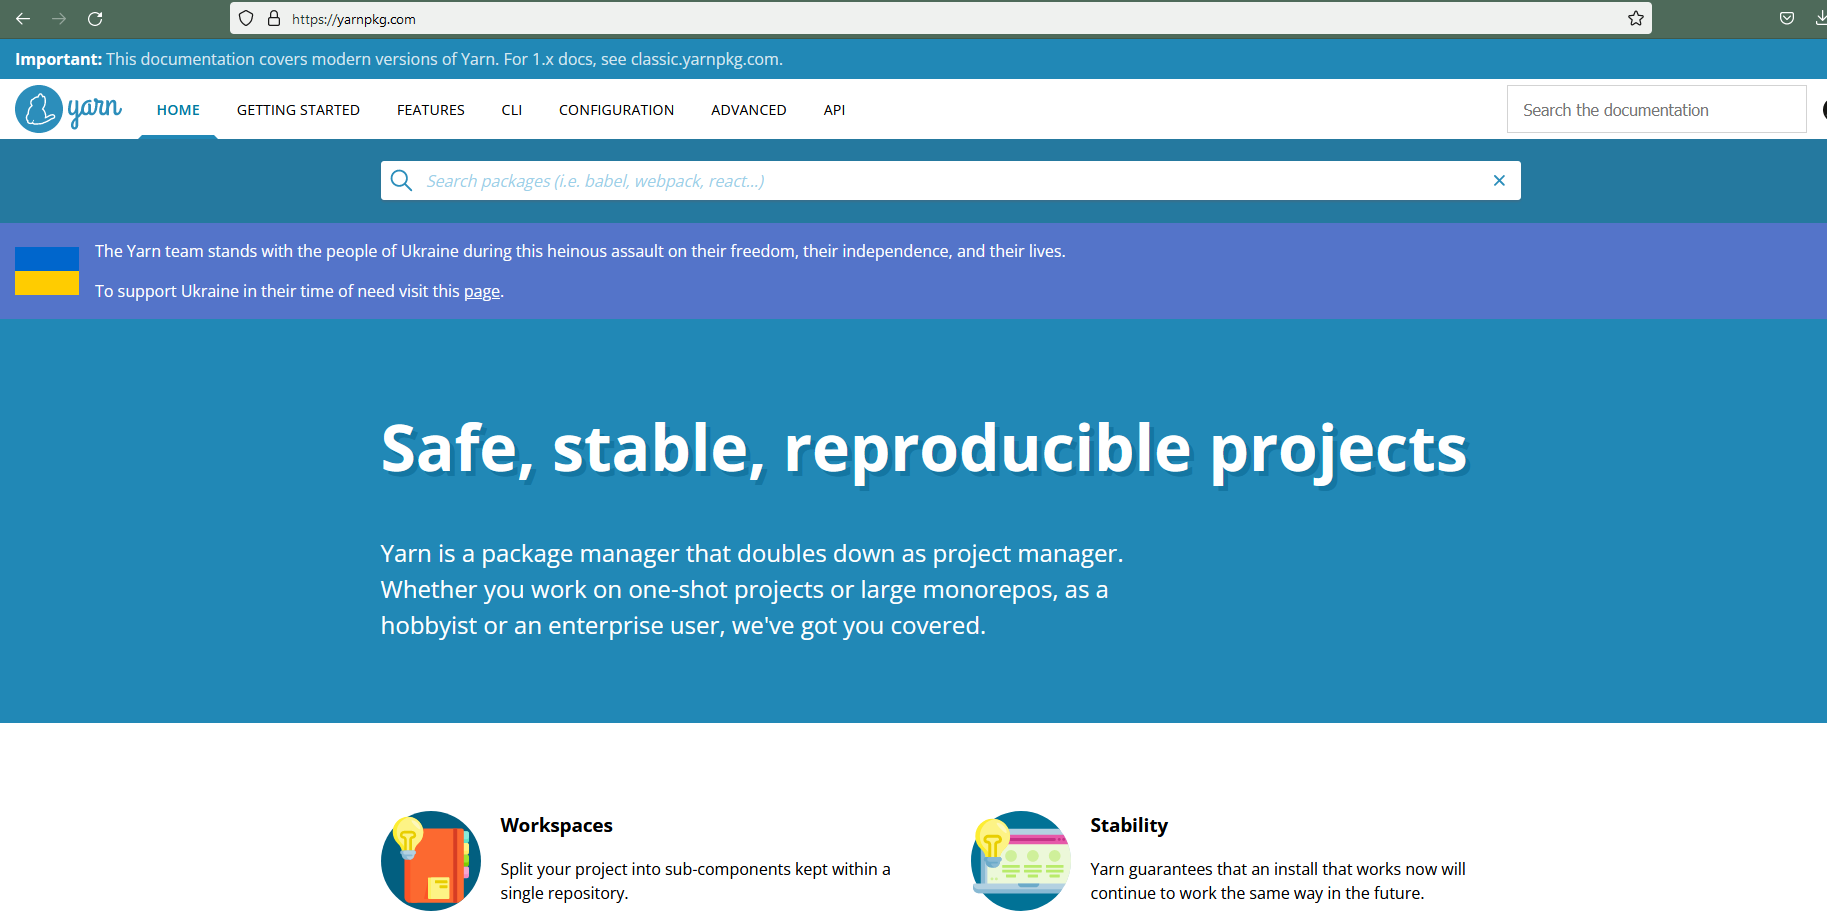 https://yarnpkg.com
Important: This documentation covers modern versions of Yarn. For 1.x docs, see classic.yarnpkg.com.
yarn HOME GETTING STARTED FEATURES CLI CONFIGURATION ADVANCED API Search the documentation
Search packages (i.e. babel, webpack, react...)
The Yarn team stands with the people of Ukraine during this heinous assault on their freedom, their independence, and their lives.
To support Ukraine in their time of need visit this page.
Safe, stable, reproducible projects
Yarn is a package manager that doubles down as project manager.
Whether you work on one-shot projects or large monorepos, as a
hobbyist or an enterprise user, we've got you covered.
Workspaces
Split your project into sub-components kept within a
single repository.
Stability
Yarn guarantees that an install that works now will
continue to work the same way in the future.